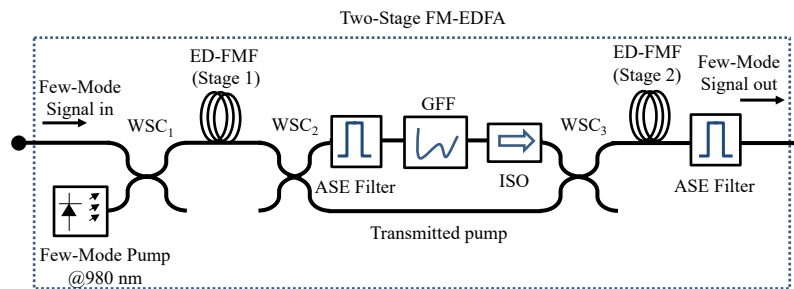 Two-Stage FM-EDFA
ED-FMF
(Stage 1)
ED-FMF
(Stage 2)
Few-Mode
Signal in
Few-Mode
Signal out
GFF
WSC1
WSC2
WSC3
ASE Filter
ISO
ASE Filter
Transmitted pump
Few-Mode Pump
@980 nm